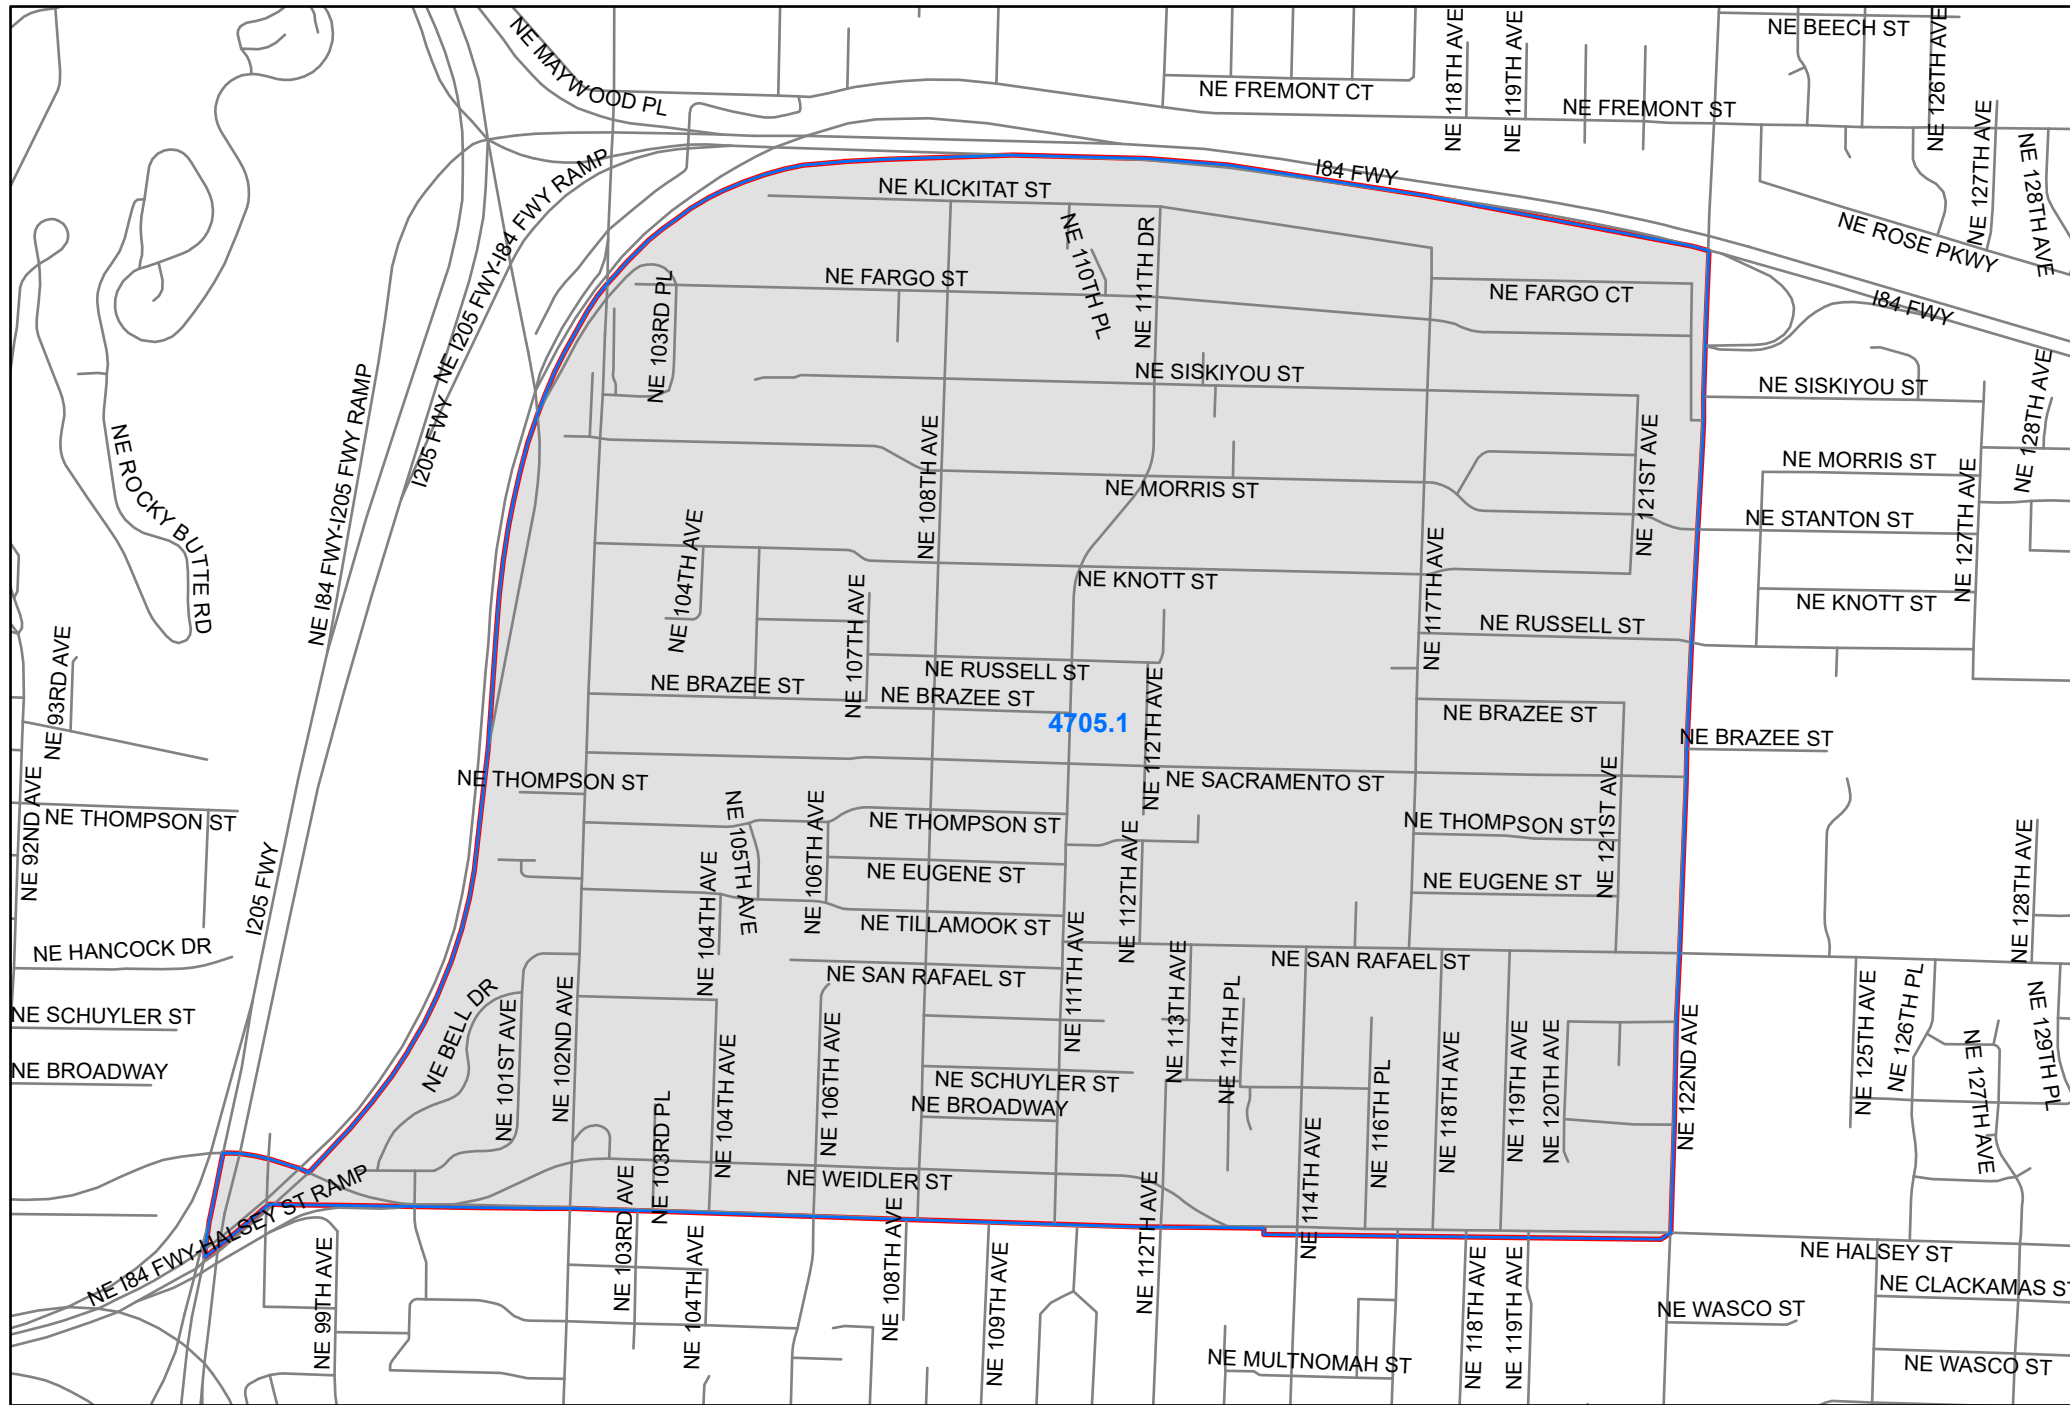 NE MAYWOOD PL
NE 118TH AVE
NE 119TH AVE
NE BEECH ST
NE 126TH AVE
NE FREMONT CT
NE FREMONT ST
NE 127TH AVE
NE 128TH AVE
I84 FWY
NE KLICKITAT ST
NE I205 FWY-I84 FWY RAMP
NE 110TH PL
NE 111TH DR
NE ROSE PKWY
NE FARGO ST
NE FARGO CT
I84 FWY
NE 103RD PL
NE SISKIYOU ST
NE SISKIYOU ST
NE 128TH AVE
I205 FWY
NE I84 FWY-I205 FWY RAMP
NE ROCKY BUTTE RD
NE 108TH AVE
NE 121ST AVE
NE MORRIS ST
NE MORRIS ST
NE STANTON ST
NE 127TH AVE
NE 104TH AVE
NE 117TH AVE
NE KNOTT ST
NE KNOTT ST
NE 107TH AVE
NE RUSSELL ST
NE RUSSELL ST
NE 93RD AVE
NE BRAZEE ST
NE BRAZEE ST
NE BRAZEE ST
4705.1
NE 112TH AVE
NE BRAZEE ST
NE THOMPSON ST
NE SACRAMENTO ST
NE 121ST AVE
NE 92ND AVE
NE THOMPSON ST
NE 105TH AVE
NE 106TH AVE
NE THOMPSON ST
NE THOMPSON ST
NE 112TH AVE
NE 128TH AVE
I205 FWY
NE 104TH AVE
NE EUGENE ST
NE EUGENE ST
NE TILLAMOOK ST
NE HANCOCK DR
NE SAN RAFAEL ST
NE SAN RAFAEL ST
NE 111TH AVE
NE 113TH AVE
NE 114TH PL
NE BELL DR
NE 101ST AVE
NE 102ND AVE
NE SCHUYLER ST
NE BROADWAY
NE 104TH AVE
NE 106TH AVE
NE SCHUYLER ST
NE BROADWAY
NE 116TH PL
NE 118TH AVE
NE 119TH AVE
NE 120TH AVE
NE 122ND AVE
NE 125TH AVE
NE 126TH PL
NE 127TH AVE
NE 129TH PL
NE 103RD PL
NE 114TH AVE
NE WEIDLER ST
NE I84 FWY-HALSEY ST RAMP
NE 103RD AVE
NE 112TH AVE
NE 108TH AVE
NE 99TH AVE
NE 104TH AVE
NE 109TH AVE
NE 118TH AVE
NE 119TH AVE
NE HALSEY ST
NE CLACKAMAS ST
NE WASCO ST
NE MULTNOMAH ST
NE WASCO ST